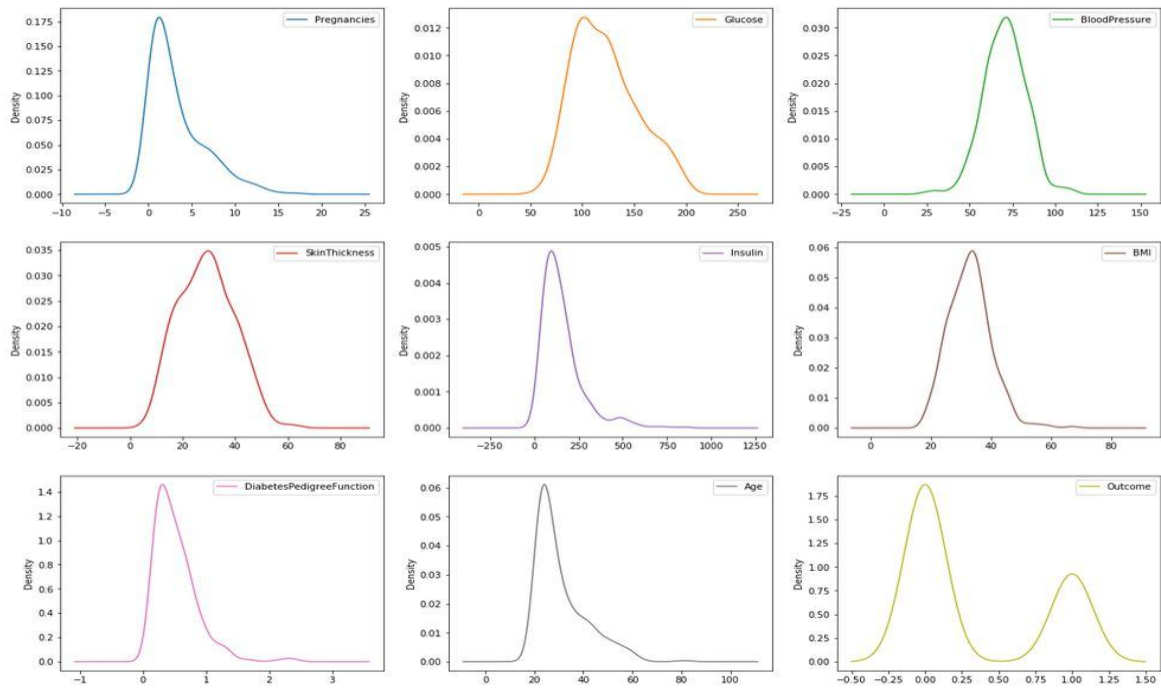 0.175
0.150
0.125
0.100
0.075
0.050
0.025
0.000
Density
Pregnancies
−10 −5 0 5 10 15 20 25
0.012
0.010
0.008
0.006
0.004
0.002
0.000
Density
Glucose
0 50 100 150 200 250
0.030
0.025
0.020
0.015
0.010
0.005
0.000
Density
BloodPressure
−25 0 25 50 75 100 125 150
0.035
0.030
0.025
0.020
0.015
0.010
0.005
0.000
Density
SkinThickness
−20 0 20 40 60 80
0.005
0.004
0.003
0.002
0.001
0.000
Density
Insulin
−250 0 250 500 750 1000 1250
0.06
0.05
0.04
0.03
0.02
0.01
0.00
Density
BMI
0 20 40 60 80
1.4
1.2
1.0
0.8
0.6
0.4
0.2
0.0
Density
DiabetesPedigreeFunction
−1 0 1 2 3
0.06
0.05
0.04
0.03
0.02
0.01
0.00
Density
Age
0 20 40 60 80 100
1.75
1.50
1.25
1.00
0.75
0.50
0.25
0.00
Density
Outcome
−0.50 −0.25 0.00 0.25 0.50 0.75 1.00 1.25 1.50